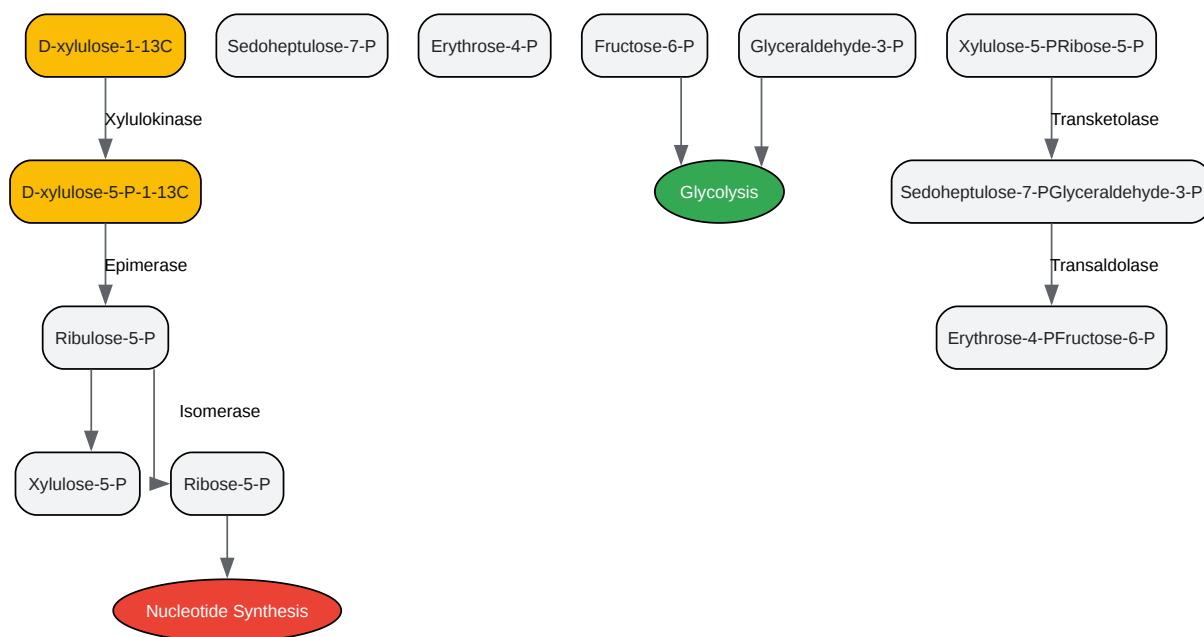 D-xylulose-1-13C
Sedoheptulose-7-P
Erythrose-4-P
Fructose-6-P
Glyceraldehyde-3-P
Xylulose-5-PRibose-5-P
Xylulokinase
Transketolase
D-xylulose-5-P-1-13C
Glycolysis
Sedoheptulose-7-PGlyceraldehyde-3-P
Epimerase
Transaldolase
Ribulose-5-P
Erythrose-4-PFructose-6-P
Isomerase
Xylulose-5-P
Ribose-5-P
Nucleotide Synthesis